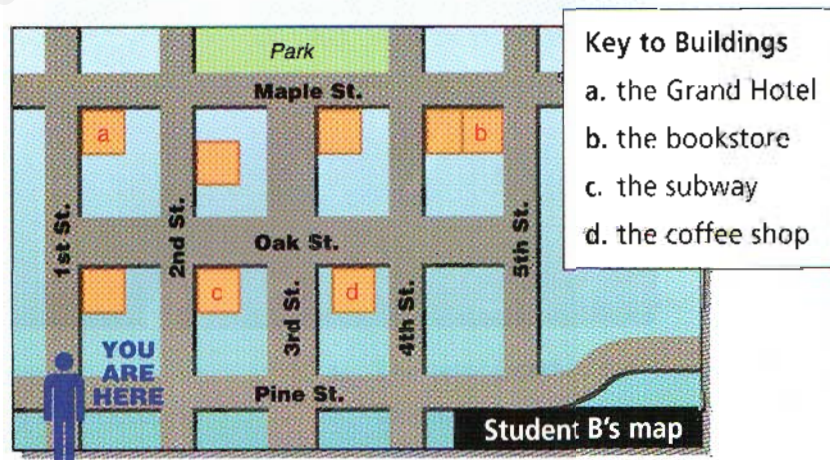 Park
Maple St.
a
b
1st St.
2nd St.
Oak St.
5th St.
c
d
3rd St.
4th St.
YOU
ARE
HERE
Pine St.
Student B's map
Key to Buildings
a. the Grand Hotel
b. the bookstore
c. the subway
d. the coffee shop